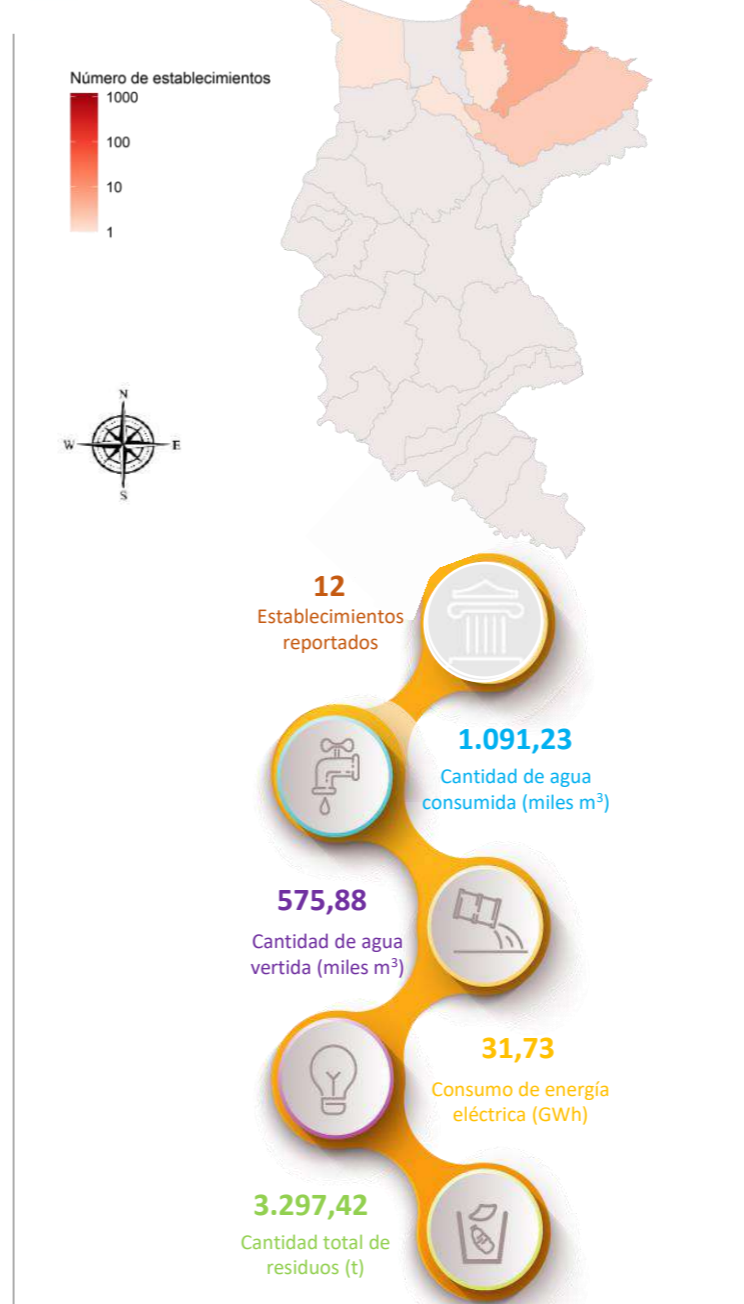 Número de establecimientos
1000
100
10
1
N
W
E
S
12
Establecimientos
reportados
1.091,23
Cantidad de agua
consumida (miles m³)
575,88
Cantidad de agua
vertida (miles m³)
31,73
Consumo de energía
eléctrica (GWh)
3.297,42
Cantidad total de
residuos (t)